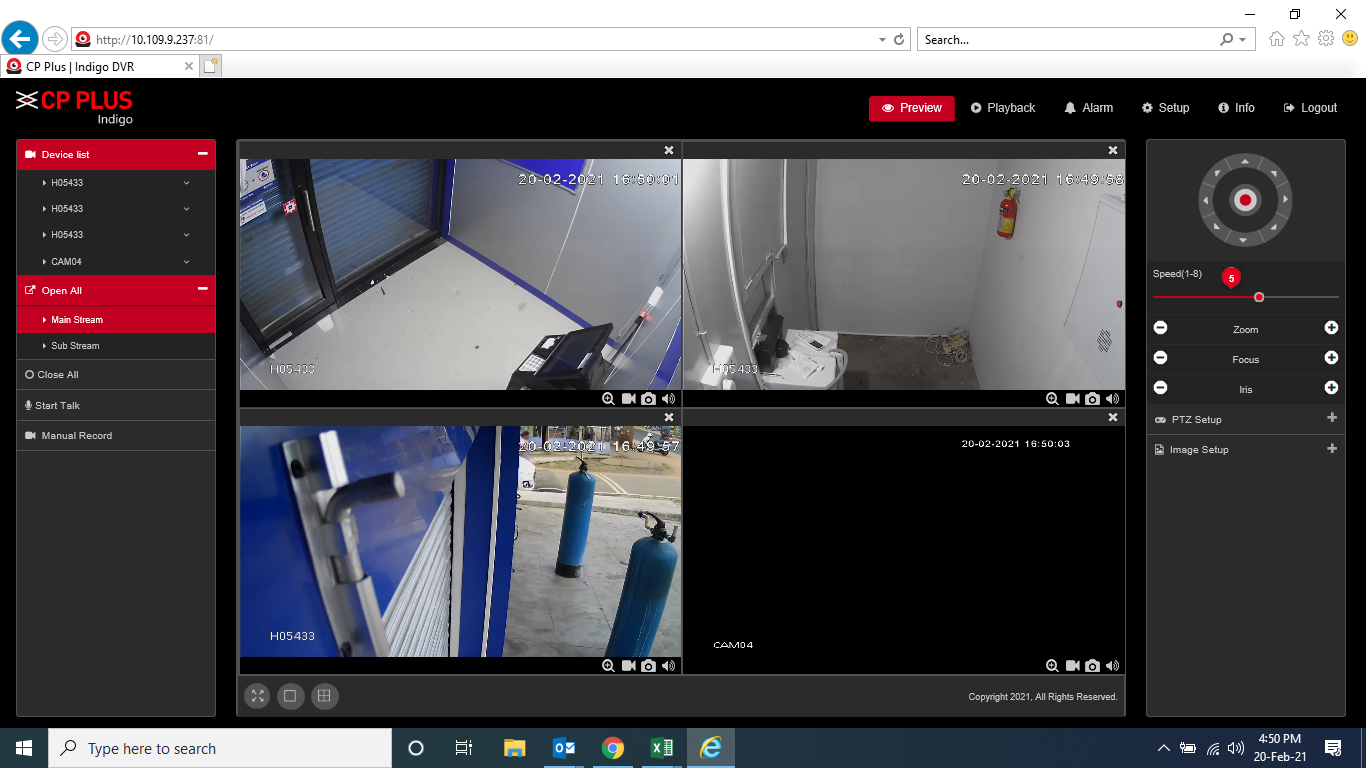 http://10.109.9.237:81/
Search...
CP Plus | Indigo DVR
CP PLUS
Indigo
Preview
Playback
Alarm
Setup
Info
Logout
Device list
H05433
H05433
H05433
CAM04
Open All
Main Stream
Sub Stream
Close All
Start Talk
Manual Record
20-02-2021 16:50:01
H05433
20-02-2021 16:49:58
H05433
20-02-2021 16:49:57
H05433
20-02-2021 16:50:03
CAM04
Copyright 2021, All Rights Reserved.
Speed(1-8)
5
Zoom
Focus
Iris
PTZ Setup
Image Setup
Type here to search
4:50 PM
20-Feb-21